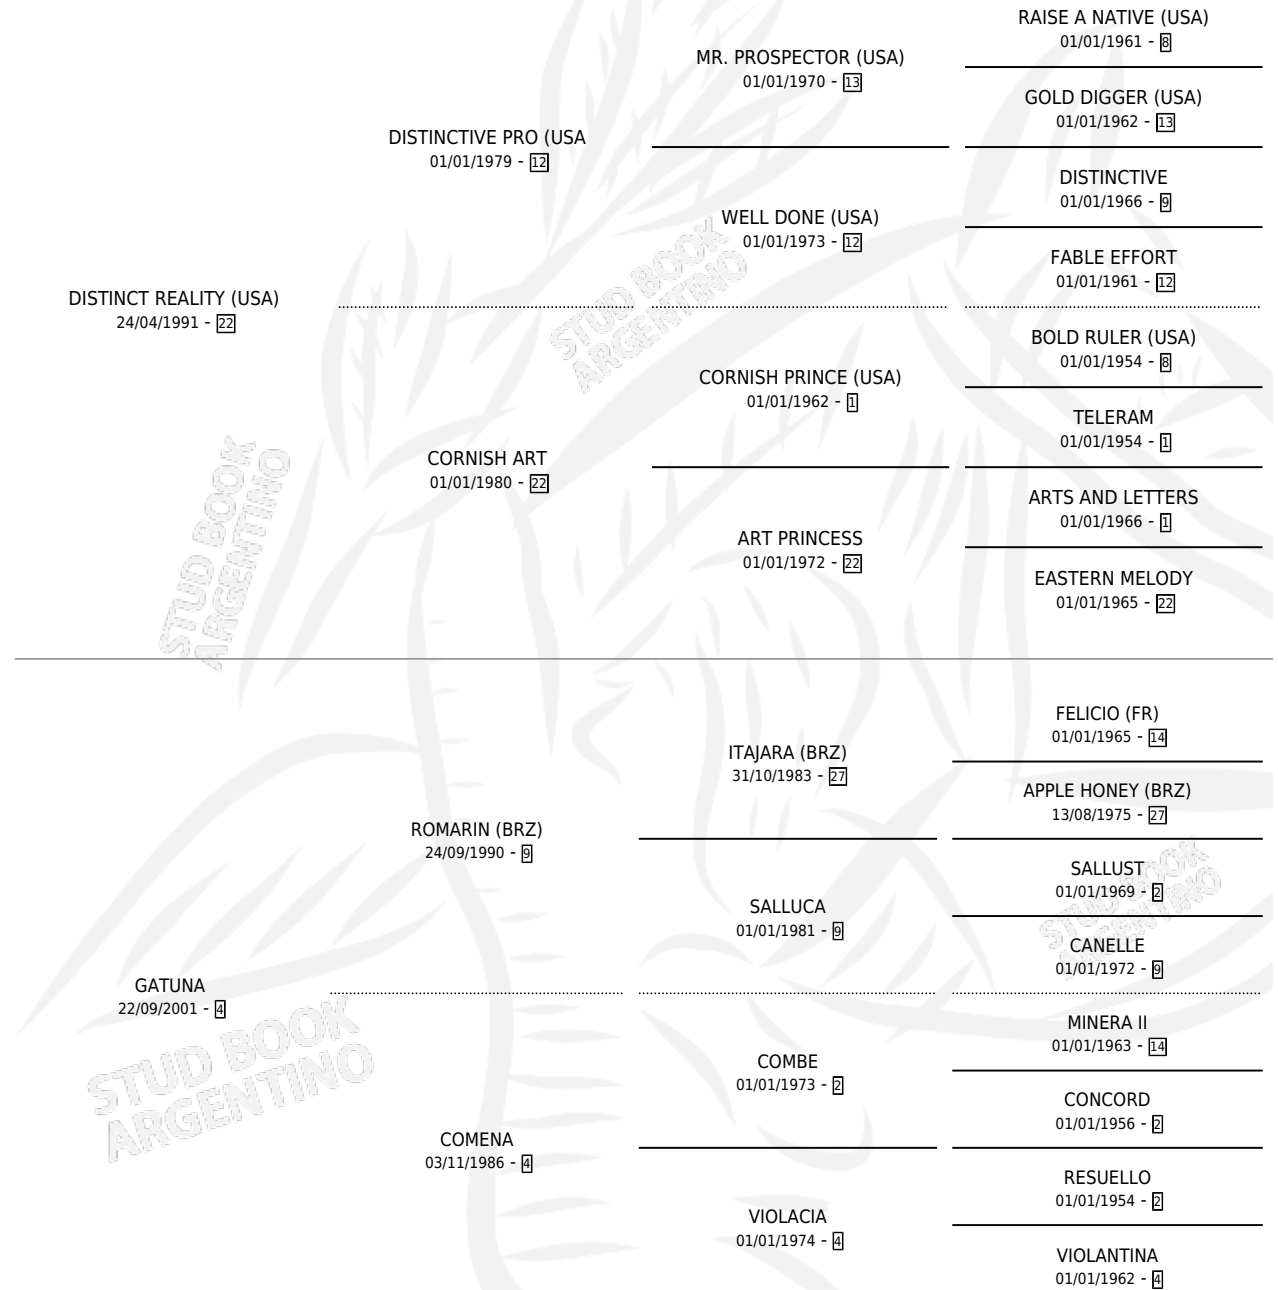 RAISE A NATIVE (USA)
01/01/1961 - 8
MR. PROSPECTOR (USA)
01/01/1970 - 13
GOLD DIGGER (USA)
01/01/1962 - 13
DISTINCTIVE PRO (USA
01/01/1979 - 12
DISTINCTIVE
01/01/1966 - 9
WELL DONE (USA)
01/01/1973 - 12
FABLE EFFORT
01/01/1961 - 12
DISTINCT REALITY (USA)
24/04/1991 - 22
STUD BOOK
ARGENTINO
BOLD RULER (USA)
01/01/1954 - 8
CORNISH PRINCE (USA)
01/01/1962 - 1
TELERAM
01/01/1954 - 1
CORNISH ART
01/01/1980 - 22
ARTS AND LETTERS
01/01/1966 - 1
ART PRINCESS
01/01/1972 - 22
EASTERN MELODY
01/01/1965 - 22
STUD BOOK
ARGENTINO
FELICIO (FR)
01/01/1965 - 14
ITAJARA (BRZ)
31/10/1983 - 27
APPLE HONEY (BRZ)
13/08/1975 - 27
ROMARIN (BRZ)
24/09/1990 - 9
SALLUST
01/01/1969 - 2
SALLUCA
01/01/1981 - 9
STUD BOOK
ARGENTINO
CANELLE
01/01/1972 - 9
GATUNA
22/09/2001 - 4
MINERA II
01/01/1963 - 14
COMBE
01/01/1973 - 2
CONCORD
01/01/1956 - 2
STUD BOOK
ARGENTINO
COMENA
03/11/1986 - 4
RESUELLO
01/01/1954 - 2
VIOLACIA
01/01/1974 - 4
VIOLANTINA
01/01/1962 - 4